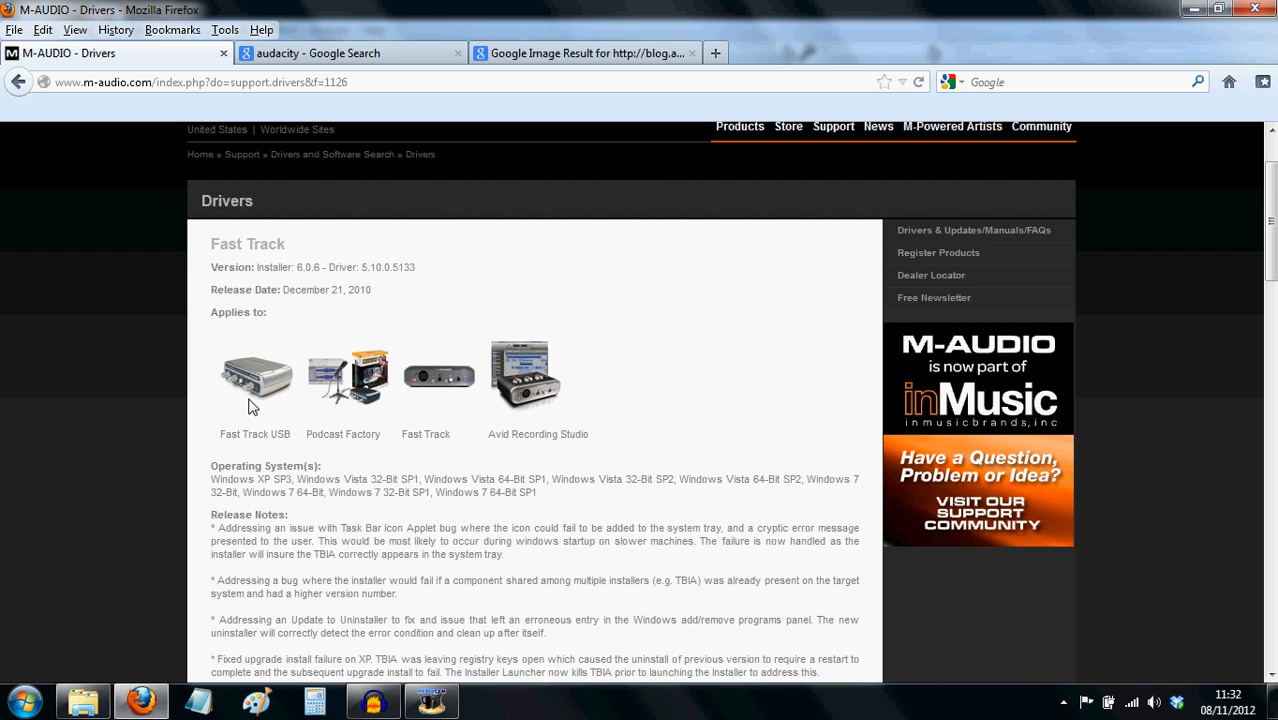 M-AUDIO - Drivers - Mozilla Firefox
File Edit View History Bookmarks Tools Help
M-AUDIO - Drivers
audacity - Google Search
Google Image Result for http://blog.a...
www.m-audio.com/index.php?do=support.drivers&f=1126
Google
United States | Worldwide Sites
Products Store Support News M-Powered Artists Community
Home » Support » Drivers and Software Search » Drivers
Drivers
Fast Track
Version: Installer: 6.0.6 - Driver: 5.10.0.5133
Release Date: December 21, 2010
Applies to:
Fast Track USB
Podcast Factory
Fast Track
Avid Recording Studio
Operating System(s):
Windows XP SP3, Windows Vista 32-Bit SP1, Windows Vista 64-Bit SP1, Windows Vista 32-Bit SP2, Windows Vista 64-Bit SP2, Windows 7
32-Bit, Windows 7 64-Bit, Windows 7 32-Bit SP1, Windows 7 64-Bit SP1
Release Notes:
* Addressing an issue with Task Bar Icon Applet bug where the icon could fail to be added to the system tray, and a cryptic error message
presented to the user. This would be most likely to occur during windows startup on slower machines. The failure is now handled as the
installer will insure the TBIA correctly appears in the system tray.
* Addressing a bug where the installer would fail if a component shared among multiple installers (e.g. TBIA) was already present on the target
system and had a higher version number.
* Addressing an Update to Uninstaller to fix and issue that left an erroneous entry in the Windows add/remove programs panel. The new
uninstaller will correctly detect the error condition and clean up after itself.
* Fixed upgrade install failure on XP. TBIA was leaving registry keys open which caused the uninstall of previous version to require a restart to
complete and the subsequent upgrade install to fail. The Installer Launcher now kills TBIA prior to launching the Installer to address this.
Drivers & Updates/Manuals/FAQs
Register Products
Dealer Locator
Free Newsletter
M-AUDIO
is now part of
inMusic
inmusicbrands, inc
Have a Question,
Problem or Idea?
VISIT OUR
SUPPORT
COMMUNITY
11:32
08/11/2012